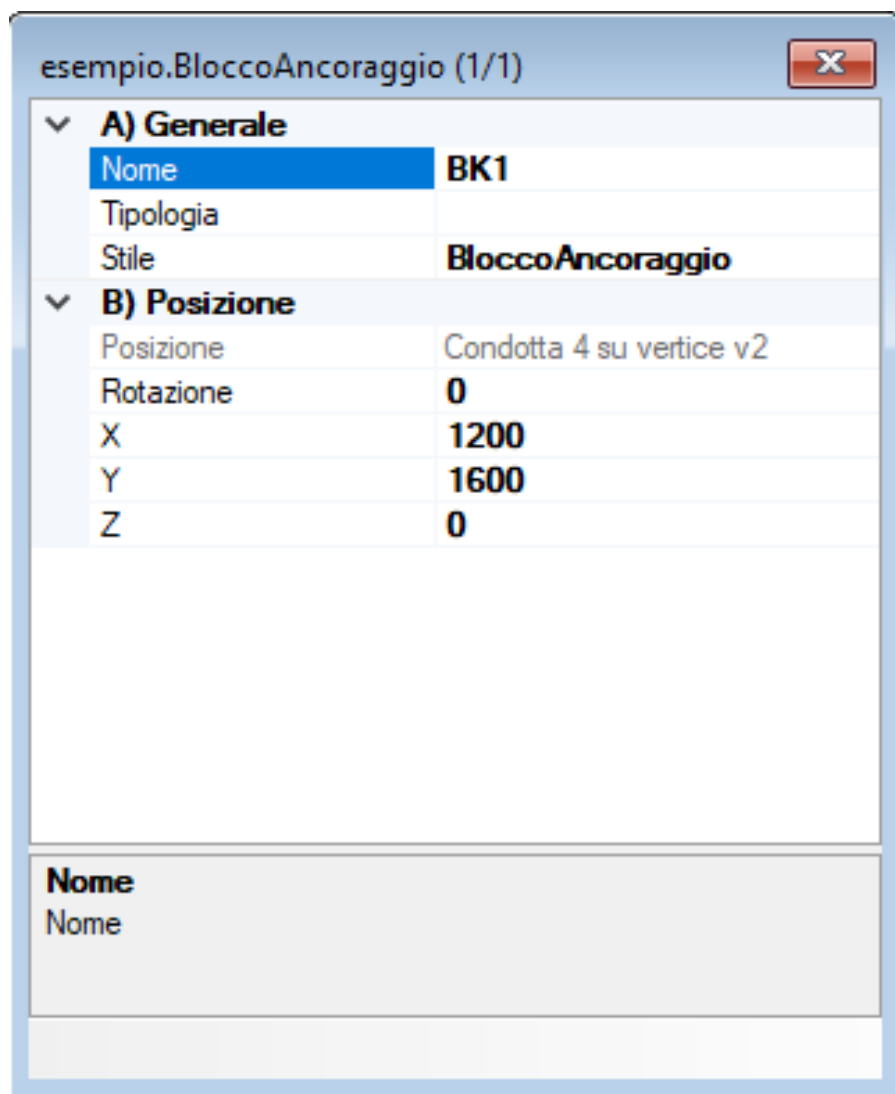 esempio.BloccoAncoraggio (1/1)
A) Generale
Nome BK1
Tipologia
Stile BloccoAncoraggio
B) Posizione
Posizione Condotta 4 su vertice v2
Rotazione 0
X 1200
Y 1600
Z 0
Nome
Nome